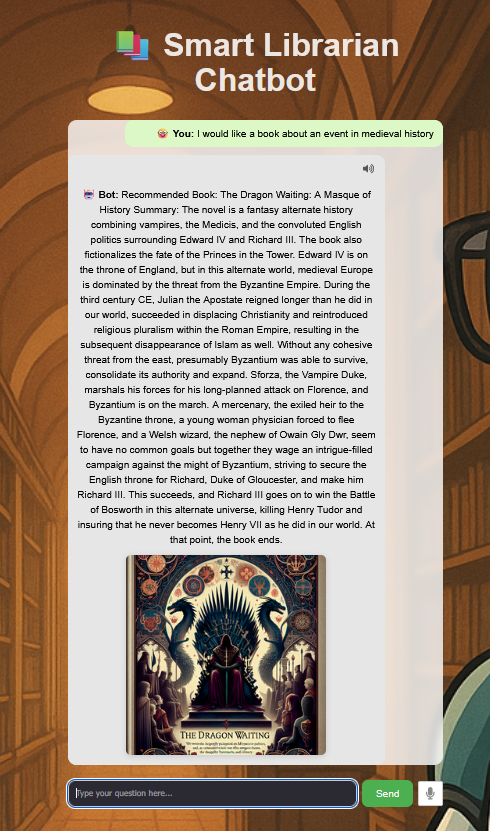 Smart Librarian
Chatbot
You: I would like a book about an event in medieval history
Bot: Recommended Book: The Dragon Waiting: A Masque of
History Summary: The novel is a fantasy alternate history
combining vampires, the Medicis, and the convoluted English
politics surrounding Edward IV and Richard III. The book also
fictionalizes the fate of the Princes in the Tower. Edward IV is on
the throne of England, but in this alternate world, medieval Europe
is dominated by the threat from the Byzantine Empire. During the
third century CE, Julian the Apostate reigned longer than he did in
our world, succeeded in displacing Christianity and reintroduced
religious pluralism within the Roman Empire, resulting in the
subsequent disappearance of Islam as well. Without any cohesive
threat from the east, presumably Byzantium was able to survive,
consolidate its authority and expand. Sforza, the Vampire Duke,
marshals his forces for his long-planned attack on Florence, and
Byzantium is on the march. A mercenary, the exiled heir to the
Byzantine throne, a young woman physician forced to flee
Florence, and a Welsh wizard, the nephew of Owain Gly Dwr, seem
to have no common goals but together they wage an intrigue-filled
campaign against the might of Byzantium, striving to secure the
English throne for Richard, Duke of Gloucester, and make him
Richard III. This succeeds, and Richard III goes on to win the Battle
of Bosworth in this alternate universe, killing Henry Tudor and
insuring that he never becomes Henry VII as he did in our world. At
that point, the book ends.
THE DRAGON WAITING
Type your question here...
Send